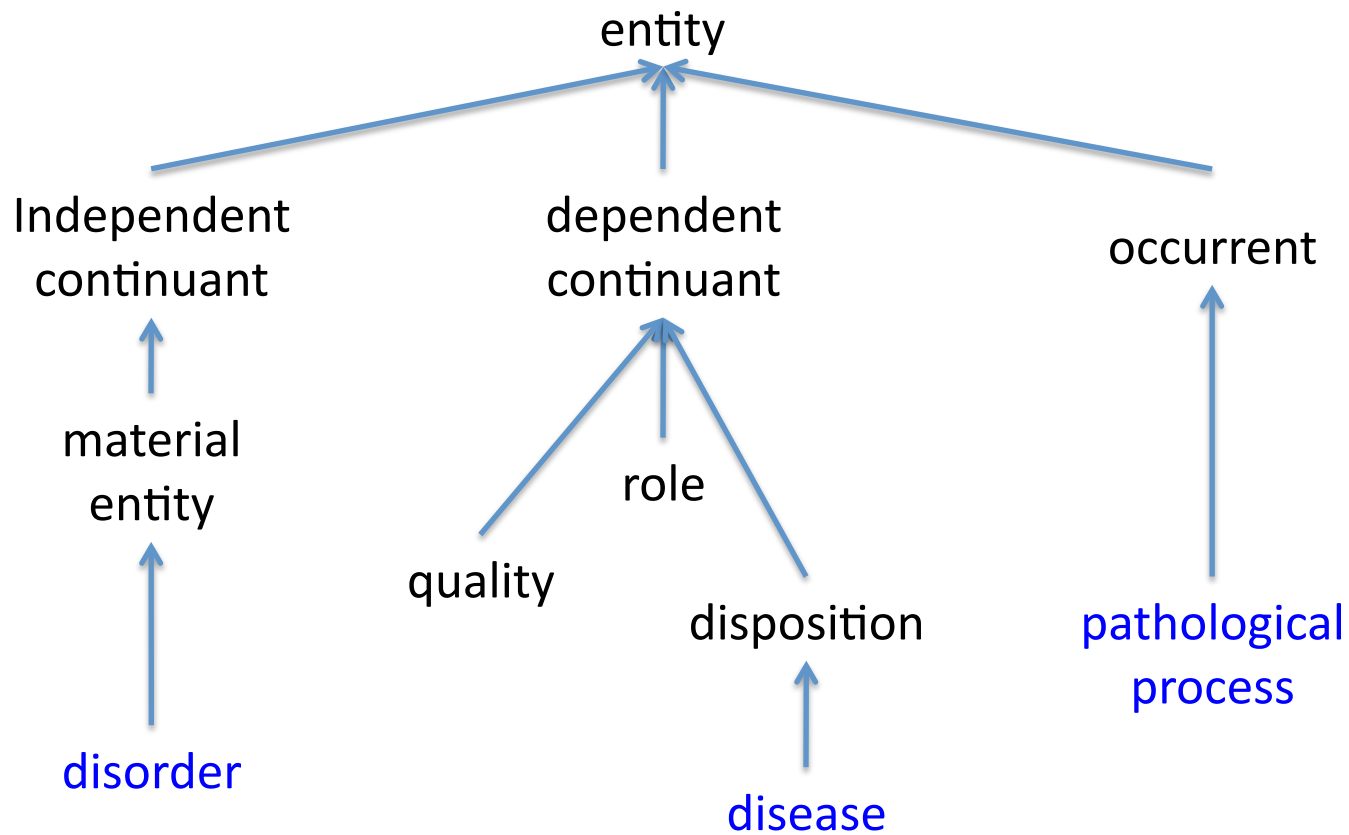 entity
Independent
continuant
dependent
continuant
occurrent
material
entity
role
quality
disposition
pathological
process
disorder
disease